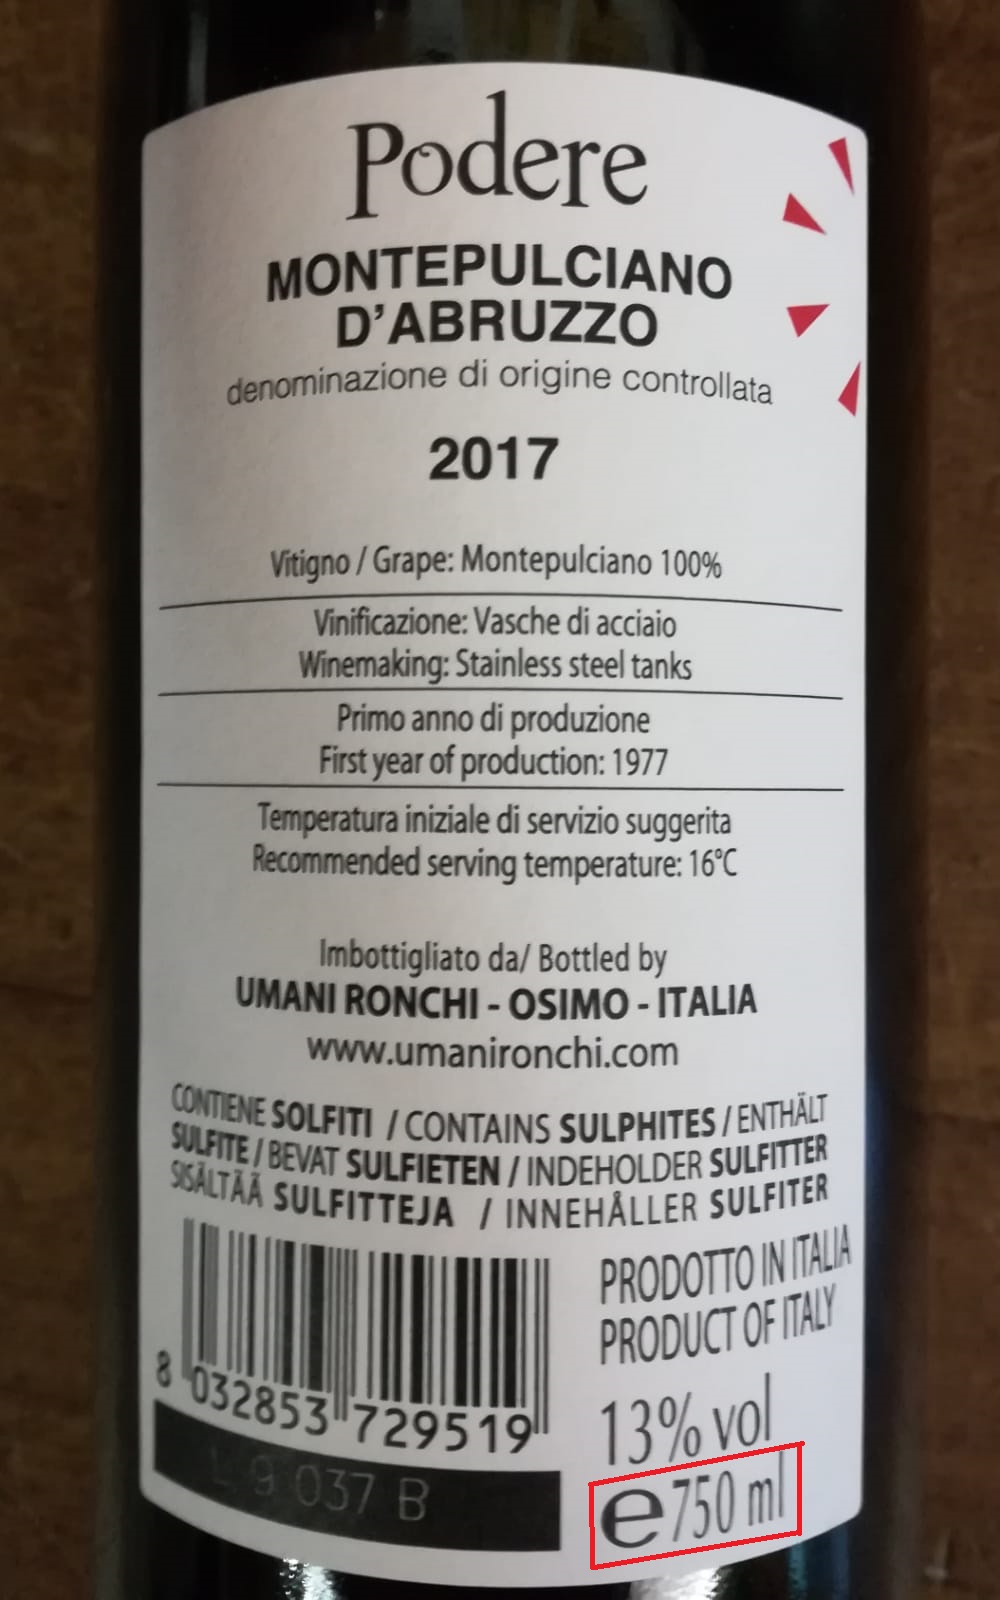 Podere
MONTEPULCIANO
D'ABRUZZO
denominazione di origine controllata
2017
Vitigno / Grape: Montepulciano 100%
Vinificazione: Vasche di acciaio
Winemaking: Stainless steel tanks
Primo anno di produzione
First year of production: 1977
Temperatura iniziale di servizio suggerita
Recommended serving temperature: 16°C
Imbottigliato da/ Bottled by
UMANI RONCHI - OSIMO - ITALIA
www.umanironchi.com
CONTIENE SOLFITI / CONTAINS SULPHITES / ENTHÄLT
SULFITE / BEVAT SULFIETEN / INDEHOLDER SULFITTER
SISÄLTÄÄ SULFITTEJA / INNEHÅLLER SULFITER
PRODOTTO IN ITALIA
PRODUCT OF ITALY
8 032853 729519
13% vol
L 9 037 B
e 750 ml